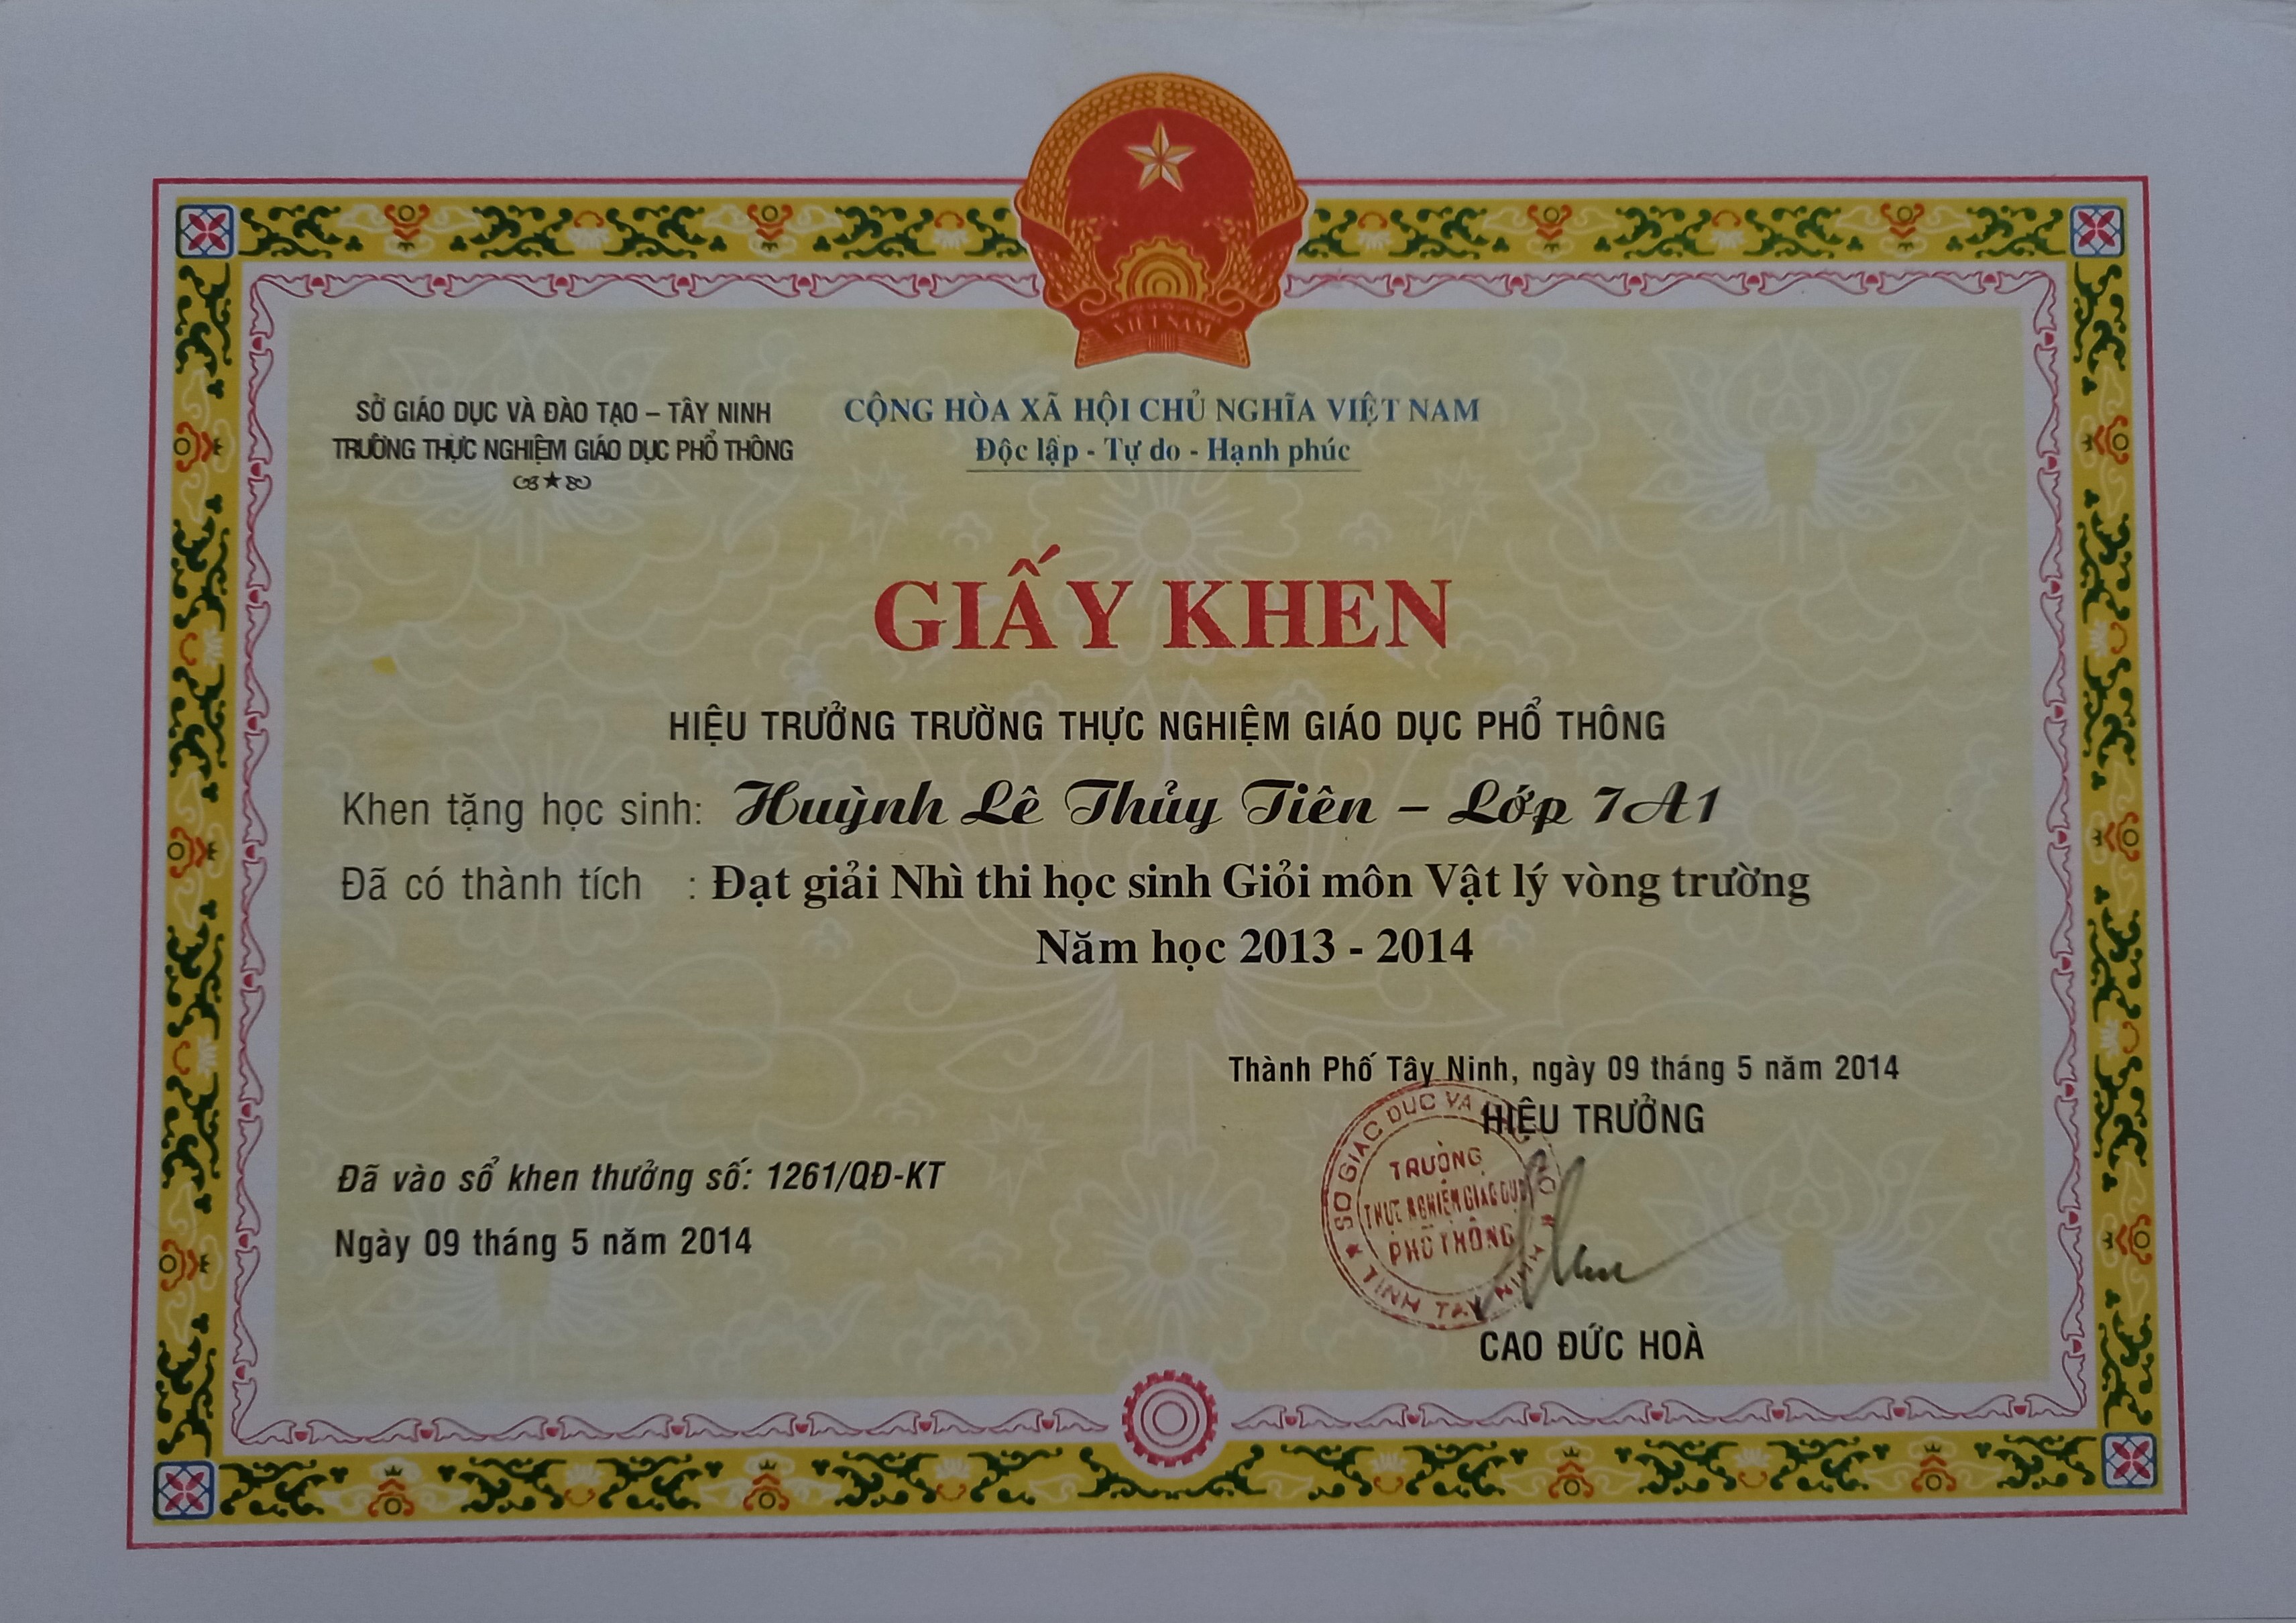 VIỆT NAM
SỞ GIÁO DỤC VÀ ĐÀO TẠO – TÂY NINH
TRƯỜNG THỰC NGHIỆM GIÁO DỤC PHỔ THÔNG
CỘNG HÒA XÃ HỘI CHỦ NGHĨA VIỆT NAM
Độc lập - Tự do - Hạnh phúc
GIẤY KHEN
HIỆU TRƯỞNG TRƯỜNG THỰC NGHIỆM GIÁO DỤC PHỔ THÔNG
Khen tặng học sinh: Huỳnh Lê Thủy Tiên – Lớp 7A1
Đã có thành tích : Đạt giải Nhì thi học sinh Giỏi môn Vật lý vòng trường
Năm học 2013 - 2014
Thành Phố Tây Ninh, ngày 09 tháng 5 năm 2014
HIỆU TRƯỞNG
SỞ GIÁO DỤC VÀ
TRƯỜNG
THỰC NGHIỆM GIÁO DỤC
PHỔ THÔNG
TỈNH TÂY NINH
CAO ĐỨC HOÀ
Đã vào sổ khen thưởng số: 1261/QĐ-KT
Ngày 09 tháng 5 năm 2014